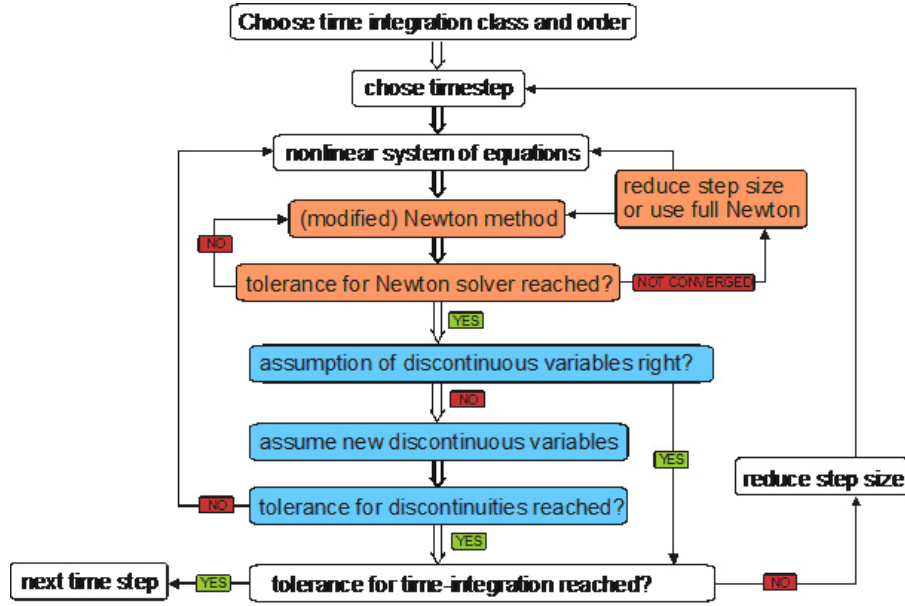 Choose time integration class and order
chose timestep
nonlinear system of equations
reduce step size
or use full Newton
(modified) Newton method
NO
tolerance for Newton solver reached?
NOT CONVERGED
YES
assumption of discontinuous variables right?
NO
assume new discontinuous variables
YES
reduce step size
NO
tolerance for discontinuities reached?
YES
next time step
YES
tolerance for time-integration reached?
NO